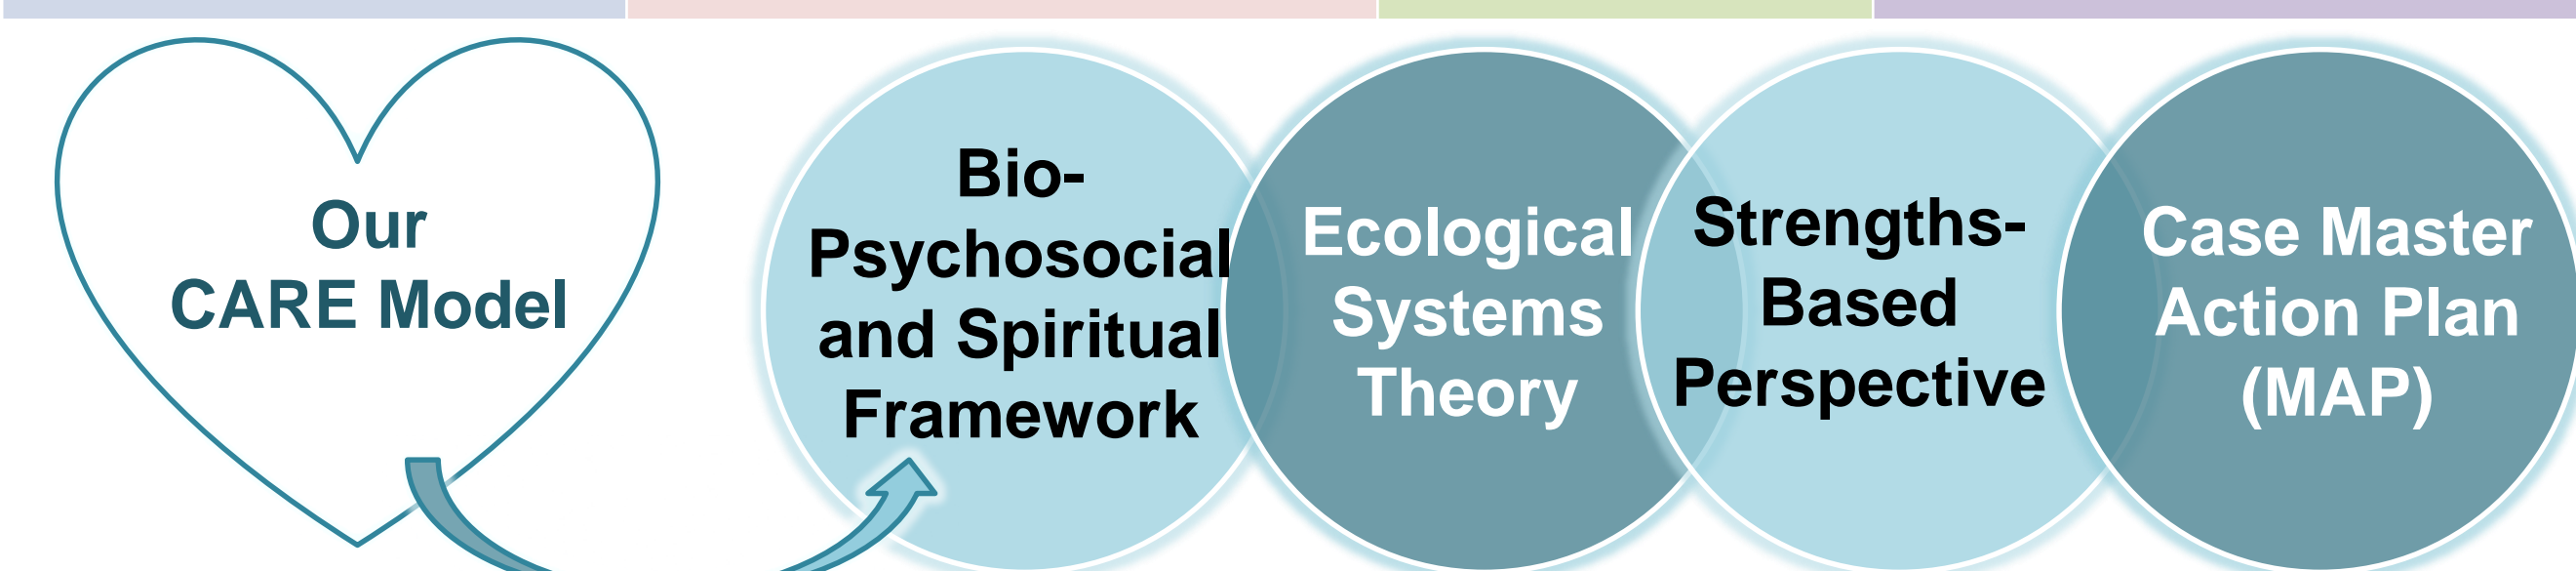 Our
CARE Model
Bio-
Psychosocial
and Spiritual
Framework
Ecological
Systems
Theory
Strengths-
Based
Perspective
Case Master
Action Plan
(MAP)